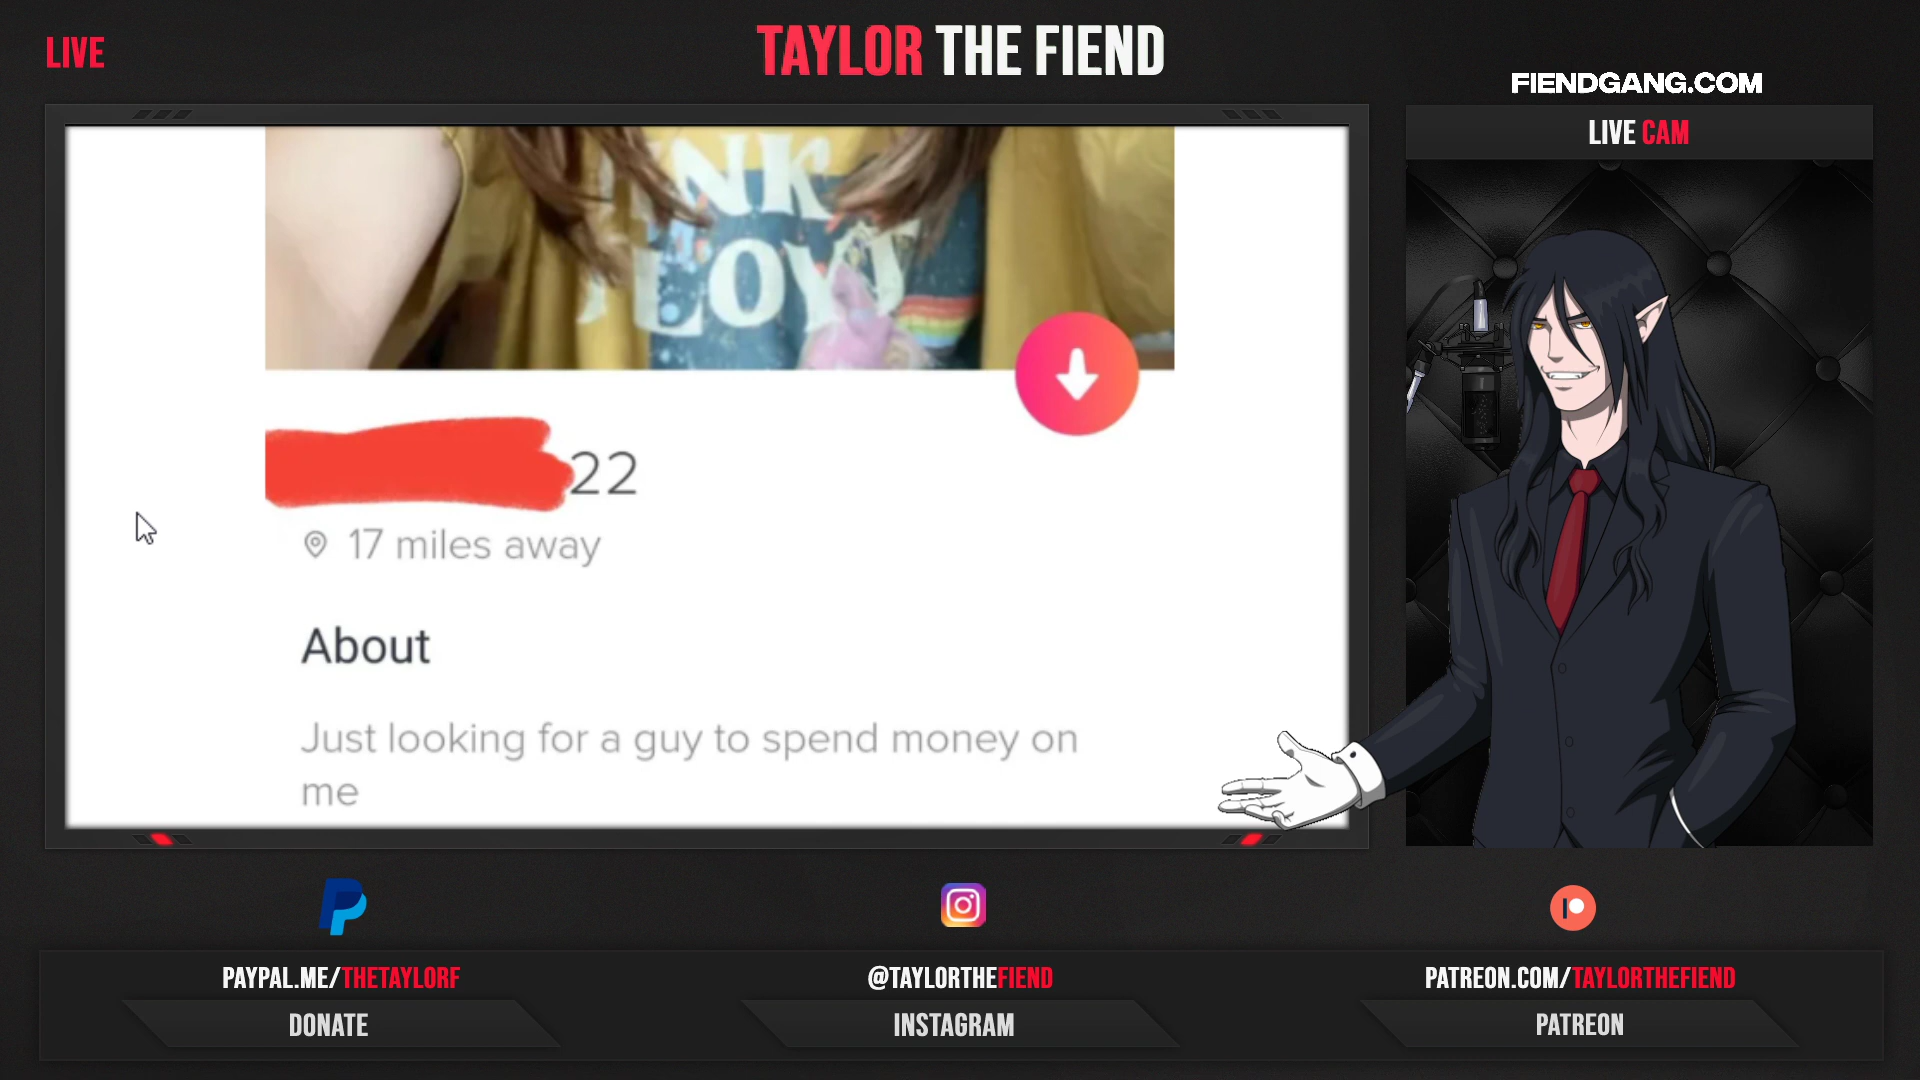 LIVE
TAYLOR THE FIEND
FIENDGANG.COM
LIVE CAM
FLOYD
22
17 miles away
About
Just looking for a guy to spend money on
me
PAYPAL.ME/THETAYLORF
@TAYLORTHEFIEND
PATREON.COM/TAYLORTHEFIEND
DONATE
INSTAGRAM
PATREON